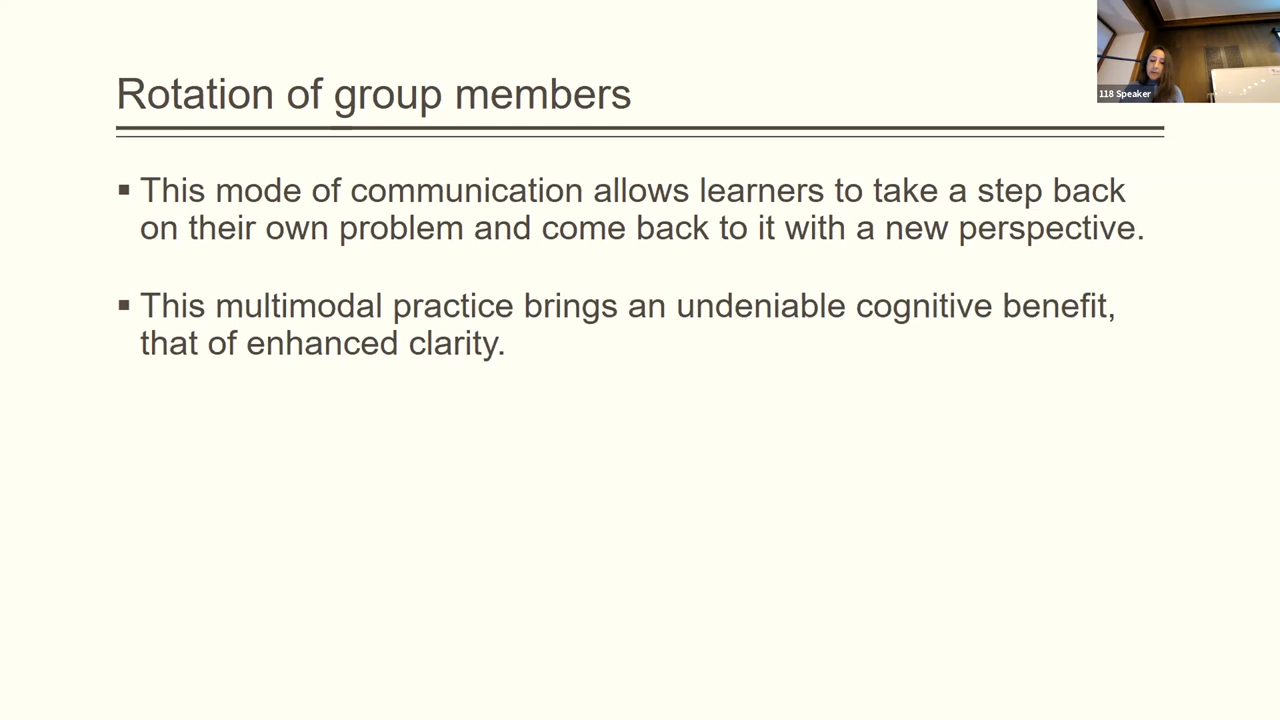 Rotation of group members
118 Speaker
▪ This mode of communication allows learners to take a step back
on their own problem and come back to it with a new perspective.
▪ This multimodal practice brings an undeniable cognitive benefit,
that of enhanced clarity.